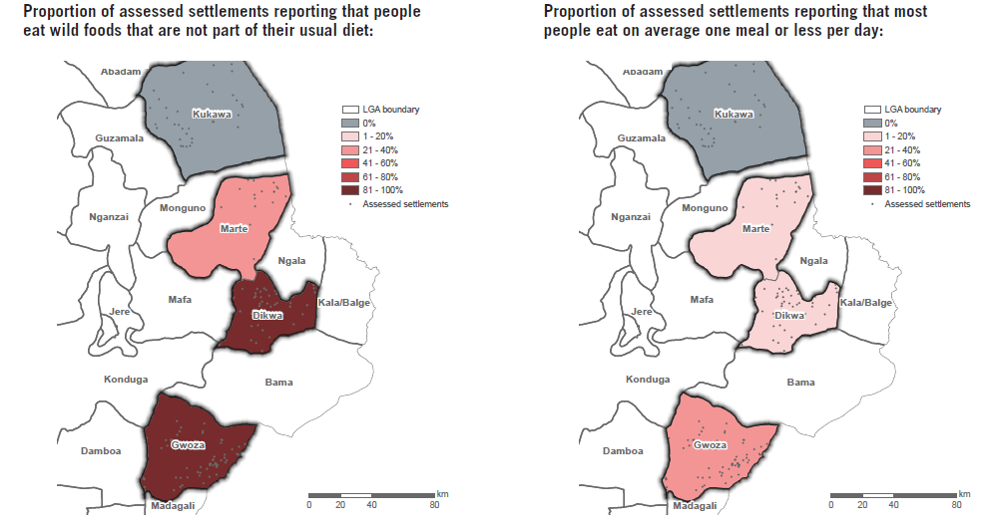 Proportion of assessed settlements reporting that people
eat wild foods that are not part of their usual diet:
Abadam
Kukawa
Guzamala
Monguno
Nganzai
Marte
Ngala
Mafa
Jere
Dikwa
Kala/Balge
Konduga
Bama
Gwoza
Damboa
Madagali
LGA boundary
0%
1 - 20%
21 - 40%
41 - 60%
61 - 80%
81 - 100%
Assessed settlements
km
0 20 40 80
Proportion of assessed settlements reporting that most
people eat on average one meal or less per day:
Abadam
Kukawa
Guzamala
Monguno
Nganzai
Marte
Ngala
Mafa
Jere
Dikwa
Kala/Balge
Konduga
Bama
Gwoza
Damboa
Madagali
LGA boundary
0%
1 - 20%
21 - 40%
41 - 60%
61 - 80%
81 - 100%
Assessed settlements
km
0 20 40 80